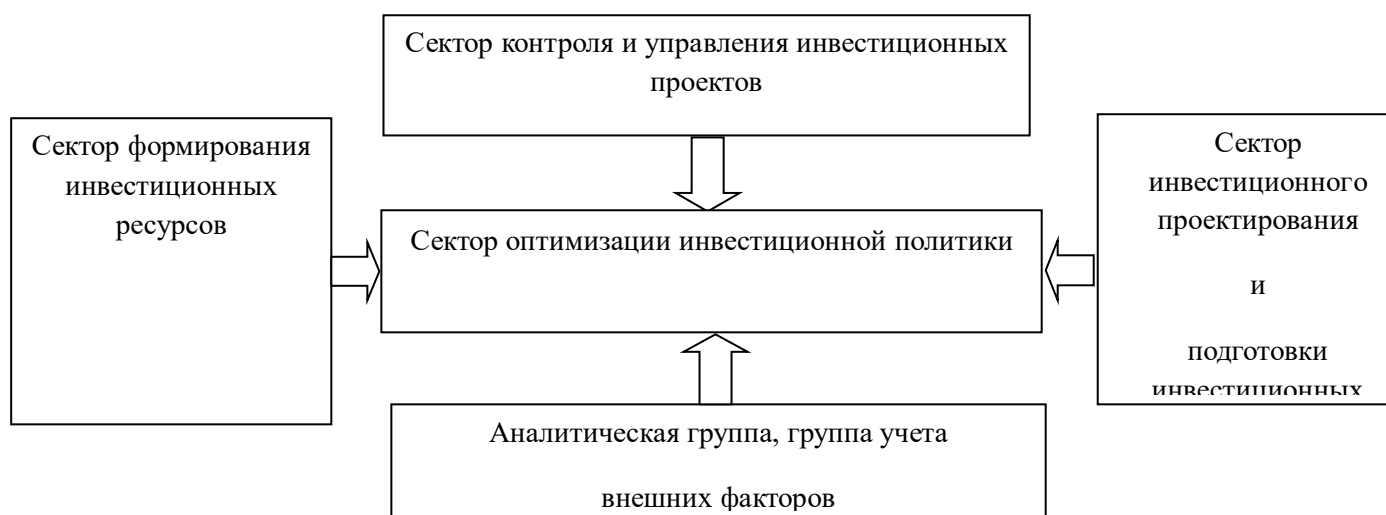 Сектор контроля и управления инвестиционных
проектов
Сектор формирования
инвестиционных
ресурсов
Сектор оптимизации инвестиционной политики
Сектор
инвестиционного
проектирования
и
подготовки
инвестиционных
Аналитическая группа, группа учета
внешних факторов